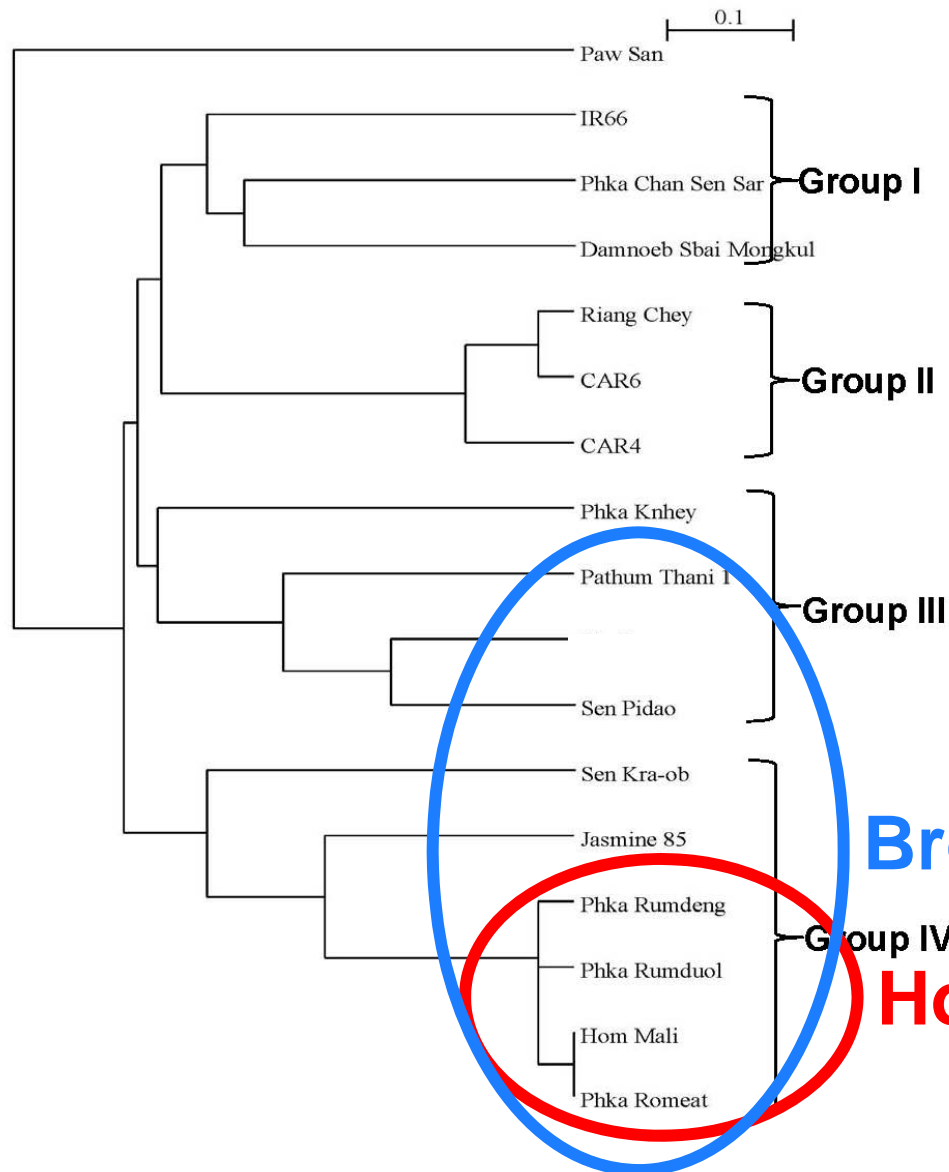 0.1
Paw San
IR66
Phka Chan Sen Sar
Group I
Damnoeb Sbai Mongkul
Riang Chey
CAR6
Group II
CAR4
Phka Knhey
Pathum Thani 1
Group III
Sen Pidao
Sen Kra-ob
Jasmine 85
Phka Rumdeng
Group IV
Phka Rumduol
Hom Mali
Phka Romeat